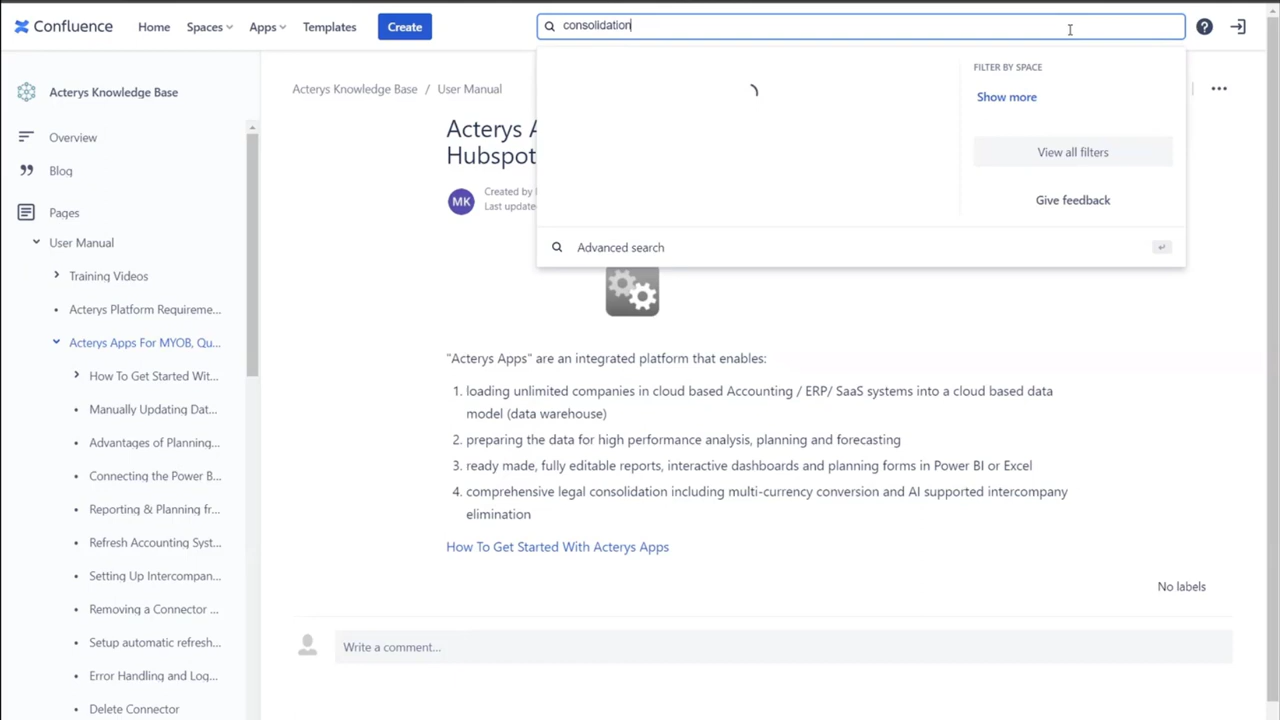 Confluence
Home
Spaces
Apps
Templates
Create
consolidation
FILTER BY SPACE
Show more
View all filters
Give feedback
Advanced search
Acterys Knowledge Base
Overview
Blog
Pages
User Manual
Training Videos
Acterys Platform Requireme...
Acterys Apps For MYOB, Qu...
How To Get Started Wit...
Manually Updating Dat...
Advantages of Planning...
Connecting the Power B...
Reporting & Planning fr...
Refresh Accounting Syst...
Setting Up Intercompan...
Removing a Connector ...
Setup automatic refresh...
Error Handling and Log...
Delete Connector
Acterys Knowledge Base / User Manual
Acterys
Hubspot
MK
Created by
Last update
"Acterys Apps" are an integrated platform that enables:
1. loading unlimited companies in cloud based Accounting / ERP/ SaaS systems into a cloud based data
model (data warehouse)
2. preparing the data for high performance analysis, planning and forecasting
3. ready made, fully editable reports, interactive dashboards and planning forms in Power BI or Excel
4. comprehensive legal consolidation including multi-currency conversion and AI supported intercompany
elimination
How To Get Started With Acterys Apps
No labels
Write a comment...